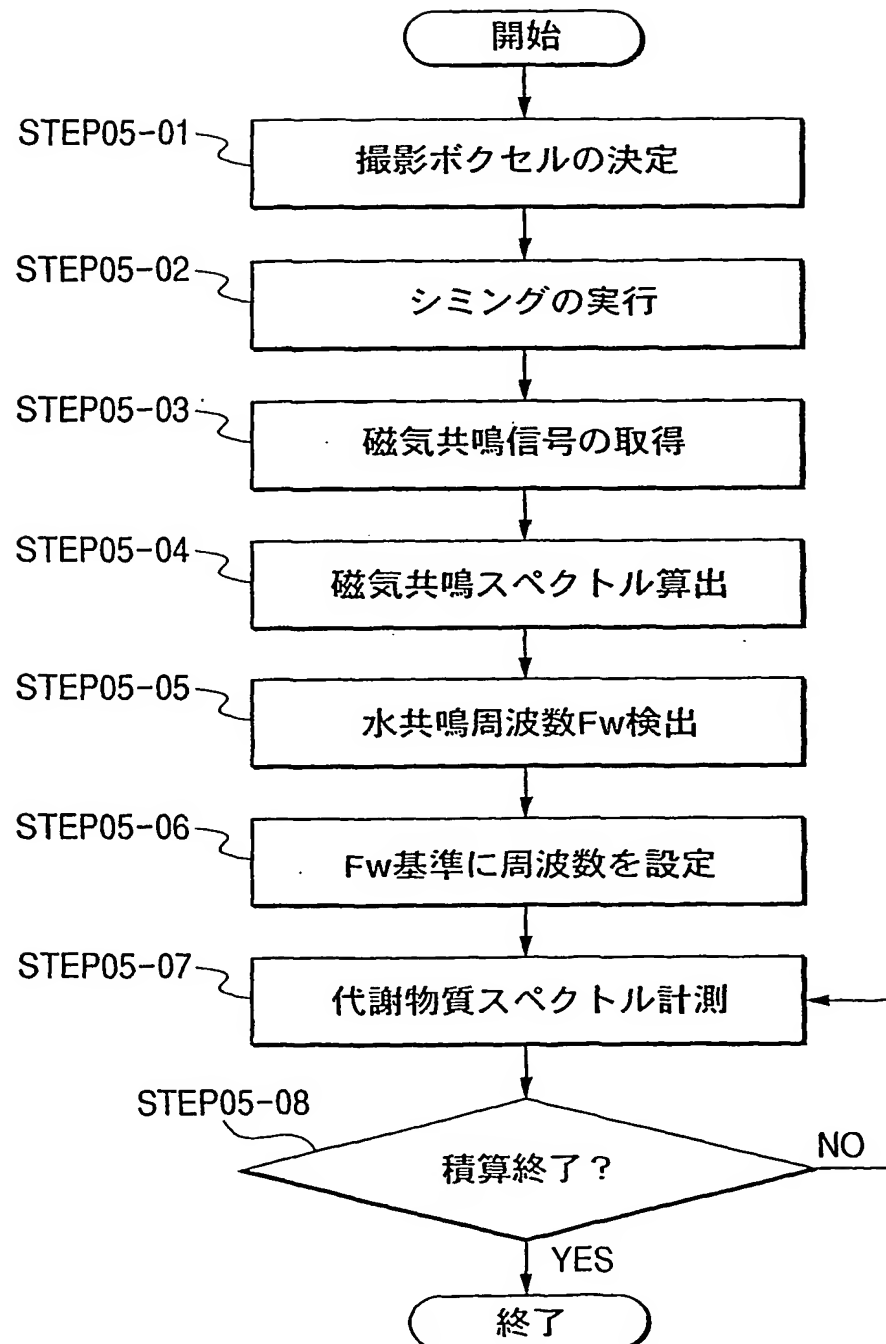 開始
STEP05-01
撮影ボクセルの決定
STEP05-02
シミングの実行
STEP05-03
磁気共鳴信号の取得
STEP05-04
磁気共鳴スペクトル算出
STEP05-05
水共鳴周波数Fw検出
STEP05-06
Fw基準に周波数を設定
STEP05-07
代謝物質スペクトル計測
STEP05-08
積算終了?
NO
YES
終了